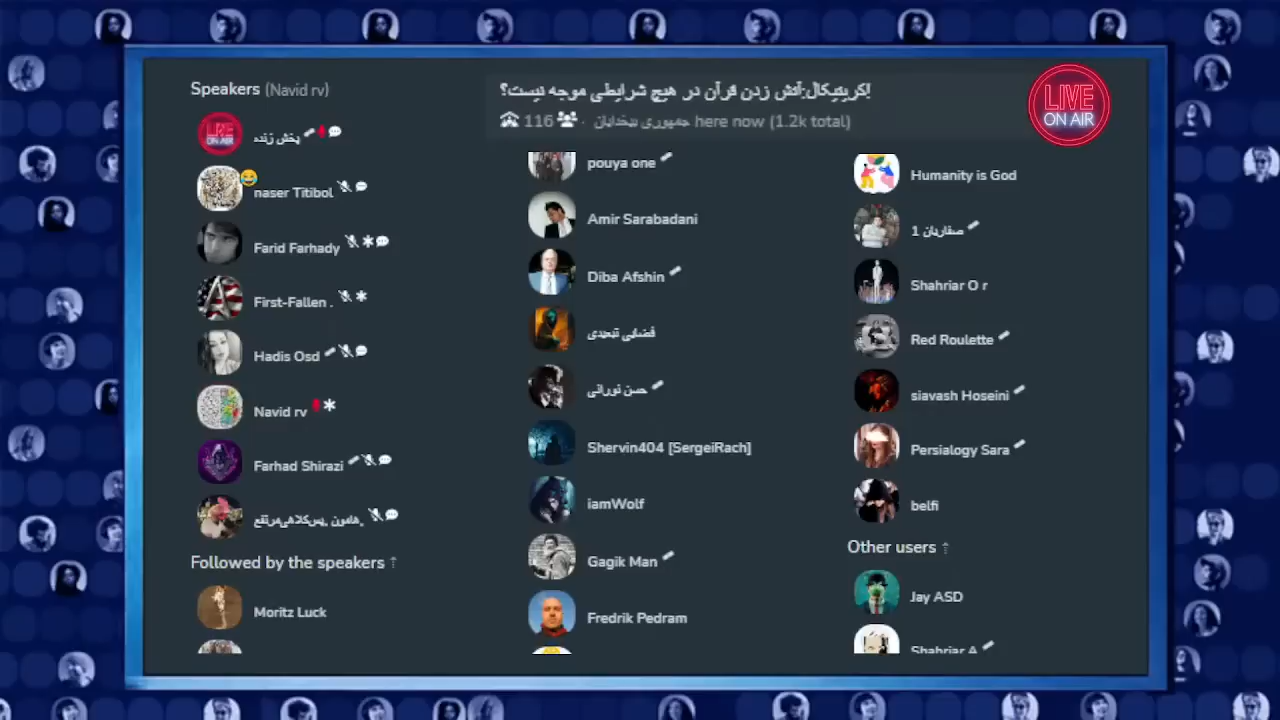 Speakers (Navid rv)
LIVE ON AIR
پخش زنده
naser Titibol
Farid Farhady
First-Fallen .
Hadis Osd
Navid rv
Farhad Shirazi
هامون
Followed by the speakers ↑
Moritz Luck
کریتیکال:آتش زدن قرآن در هیچ شرایطی موجه نیست؟!
116 · جمهوری بیخدایان here now (1.2k total)
pouya one
Amir Sarabadani
Diba Afshin
فضایی تبعیدی
حسن نورانی
Shervin404 [SergeiRach]
iamWolf
Gagik Man
Fredrik Pedram
LIVE
ON AIR
Humanity is God
صفاریان 1
Shahriar O r
Red Roulette
siavash Hoseini
Persialogy Sara
belfi
Other users ↑
Jay ASD
Shahriar A